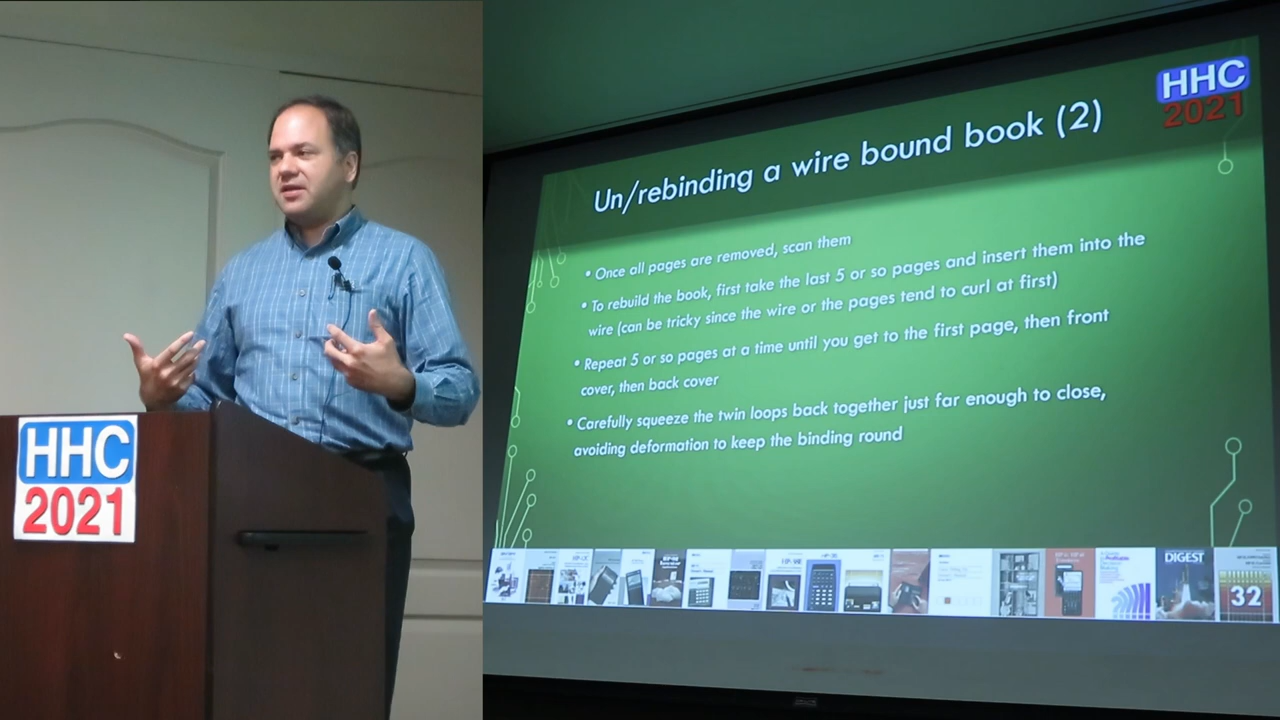 HHC
2021
HHC
2021
Un/rebinding a wire bound book (2)
• Once all pages are removed, scan them
• To rebuild the book, first take the last 5 or so pages and insert them into the
wire (can be tricky since the wire or the pages tend to curl at first)
• Repeat 5 or so pages at a time until you get to the first page, then front
cover, then back cover
• Carefully squeeze the twin loops back together just far enough to close,
avoiding deformation to keep the binding round
DIGEST
32